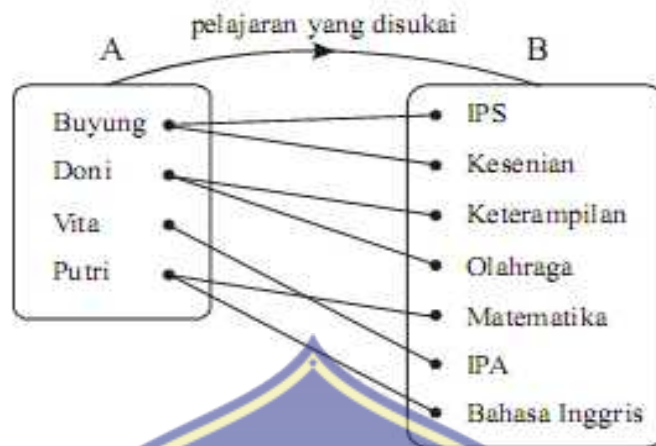 pelajaran yang disukai
A
B
Buyung
Doni
Vita
Putri
IPS
Kesenian
Keterampilan
Olahraga
Matematika
IPA
Bahasa Inggris